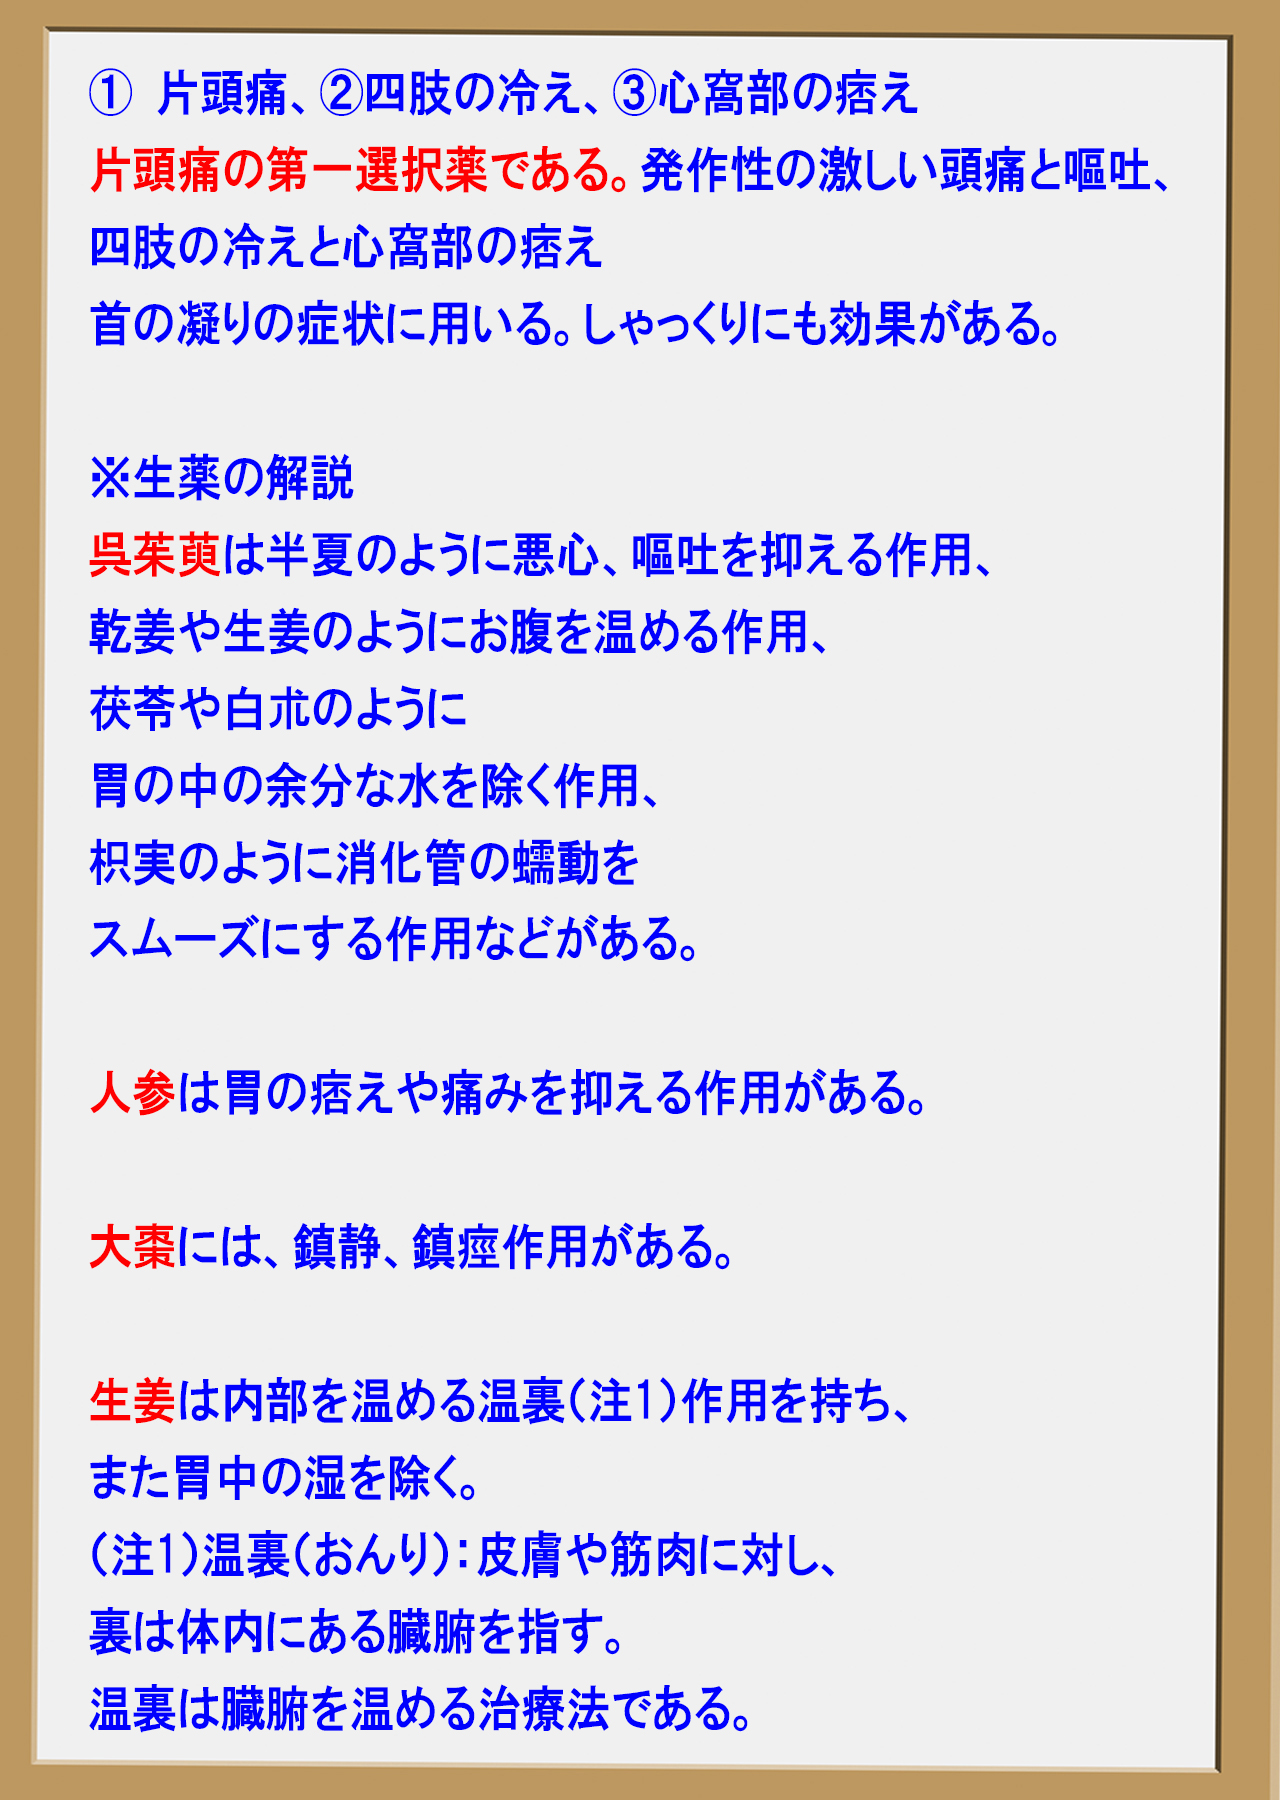 ① 片頭痛、②四肢の冷え、③心窩部の痞え
片頭痛の第一選択薬である。発作性の激しい頭痛と嘔吐、
四肢の冷えと心窩部の痞え
首の凝りの症状に用いる。しゃっくりにも効果がある。
※生薬の解説
呉茱萸は半夏のように悪心、嘔吐を抑える作用、
乾姜や生姜のようにお腹を温める作用、
茯苓や白朮のように
胃の中の余分な水を除く作用、
枳実のように消化管の蠕動を
スムーズにする作用などがある。
人参は胃の痞えや痛みを抑える作用がある。
大棗には、鎮静、鎮痙作用がある。
生姜は内部を温める温裏（注1）作用を持ち、
また胃中の湿を除く。
（注1）温裏（おんり）：皮膚や筋肉に対し、
裏は体内にある臓腑を指す。
温裏は臓腑を温める治療法である。